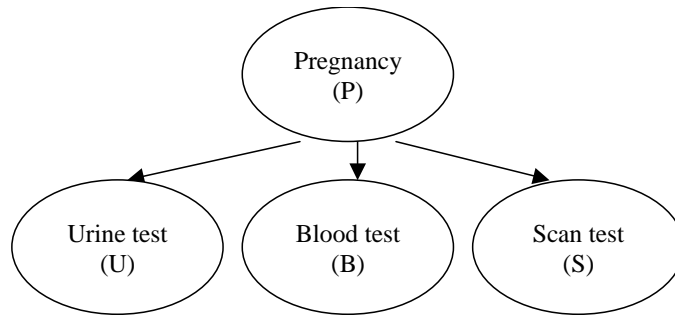 Pregnancy
(P)
Urine test
(U)
Blood test
(B)
Scan test
(S)